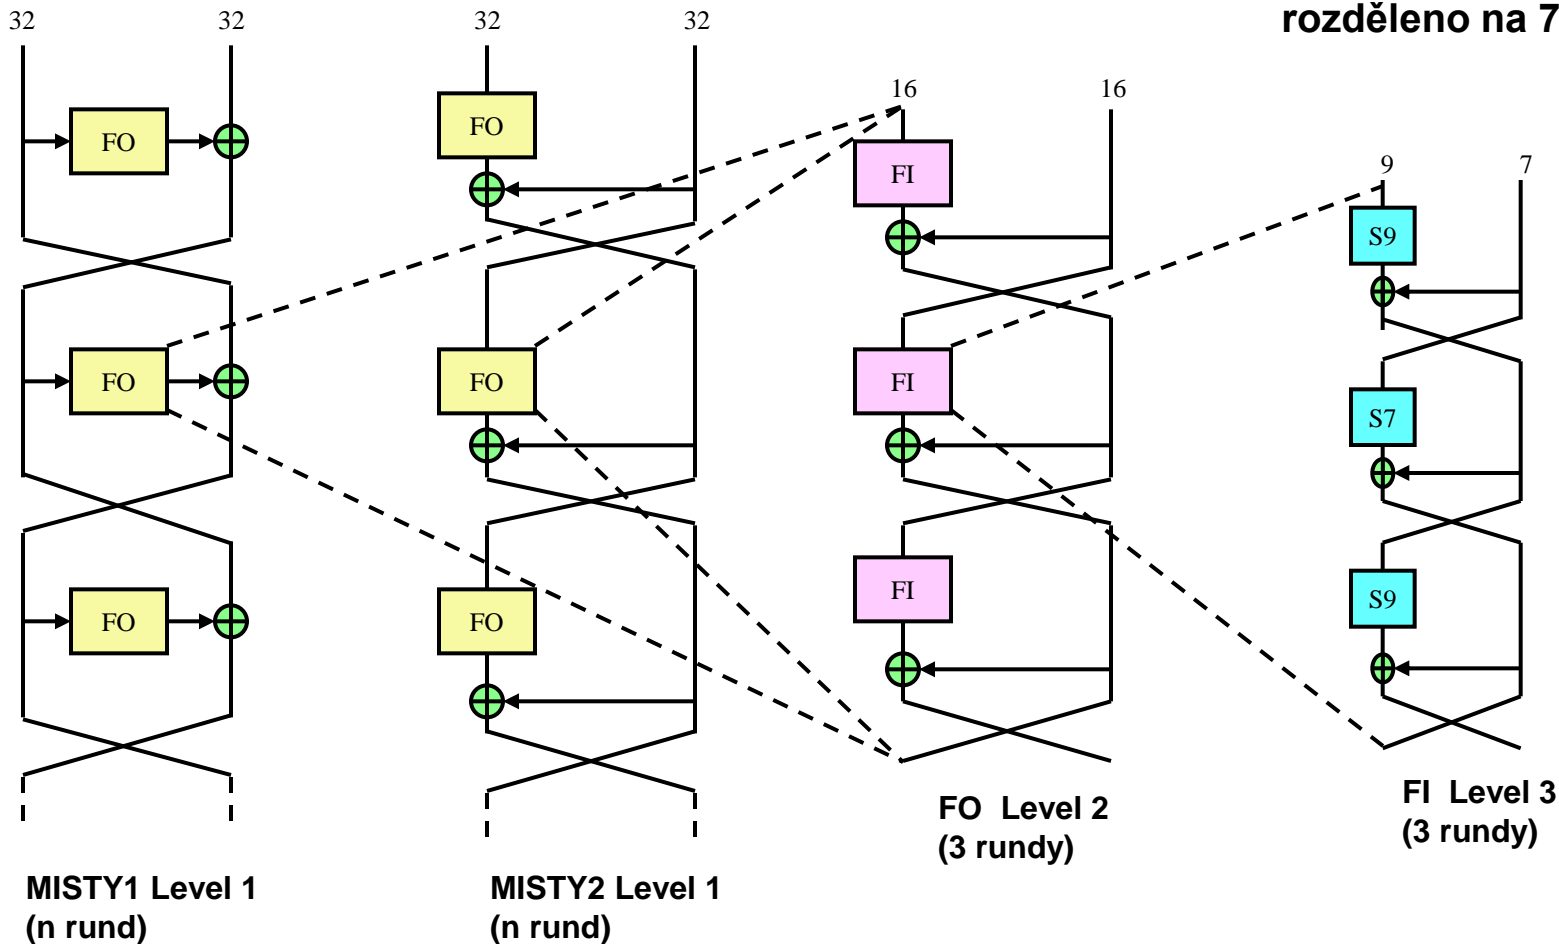 rozděleno na 7
32 32 32 32
16 16
9 7
FO
FO
FI
S9
FO
FO
FI
S7
FO
FO
FI
S9
FO Level 2
(3 rundy)
FI Level 3
(3 rundy)
MISTY1 Level 1
(n rund)
MISTY2 Level 1
(n rund)